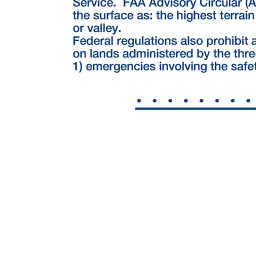 Service. FAA Advisory Circular (A
the surface as: the highest terrain
or valley.
Federal regulations also prohibit a
on lands administered by the thre
1) emergencies involving the safet